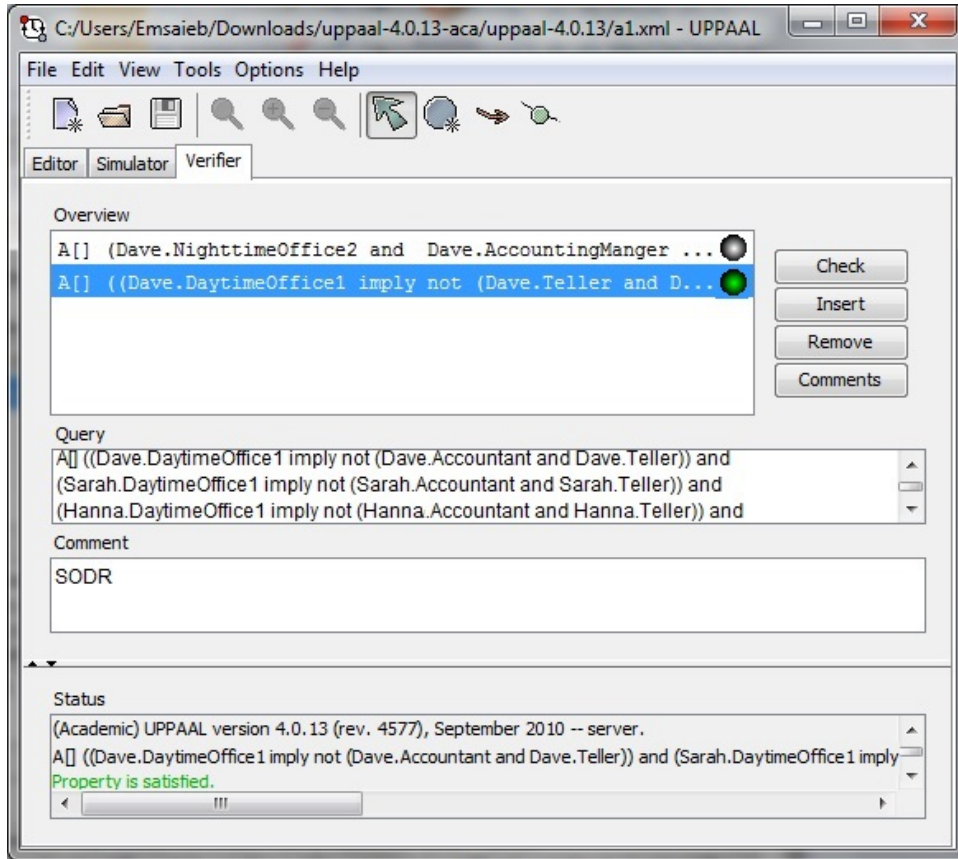 C:/Users/Emsaieb/Downloads/uppaal-4.0.13-aca/uppaal-4.0.13/a1.xml - UPPAAL
File Edit View Tools Options Help
Editor Simulator Verifier
Overview
A[] (Dave.NighttimeOffice2 and Dave.AccountingManger ...
A[] ((Dave.DaytimeOffice1 imply not (Dave.Teller and D...
Check
Insert
Remove
Comments
Query
A[] ((Dave.DaytimeOffice1 imply not (Dave.Accountant and Dave.Teller)) and
(Sarah.DaytimeOffice1 imply not (Sarah.Accountant and Sarah.Teller)) and
(Hanna.DaytimeOffice1 imply not (Hanna.Accountant and Hanna.Teller)) and
Comment
SODR
Status
(Academic) UPPAAL version 4.0.13 (rev. 4577), September 2010 -- server.
A[] ((Dave.DaytimeOffice1 imply not (Dave.Accountant and Dave.Teller)) and (Sarah.DaytimeOffice1 imply
Property is satisfied.